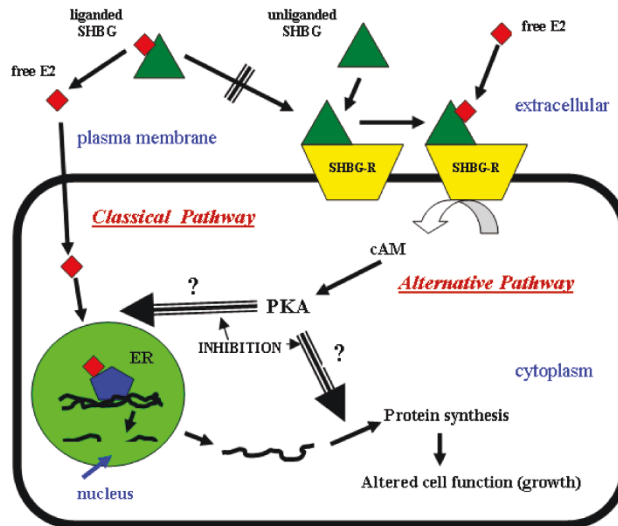 liganded
SHBG
unliganded
SHBG
free E2
free E2
extracellular
plasma membrane
SHBG-R
SHBG-R
Classical Pathway
cAM
Alternative Pathway
?
PKA
ER
INHIBITION
?
cytoplasm
Protein synthesis
nucleus
Altered cell function (growth)